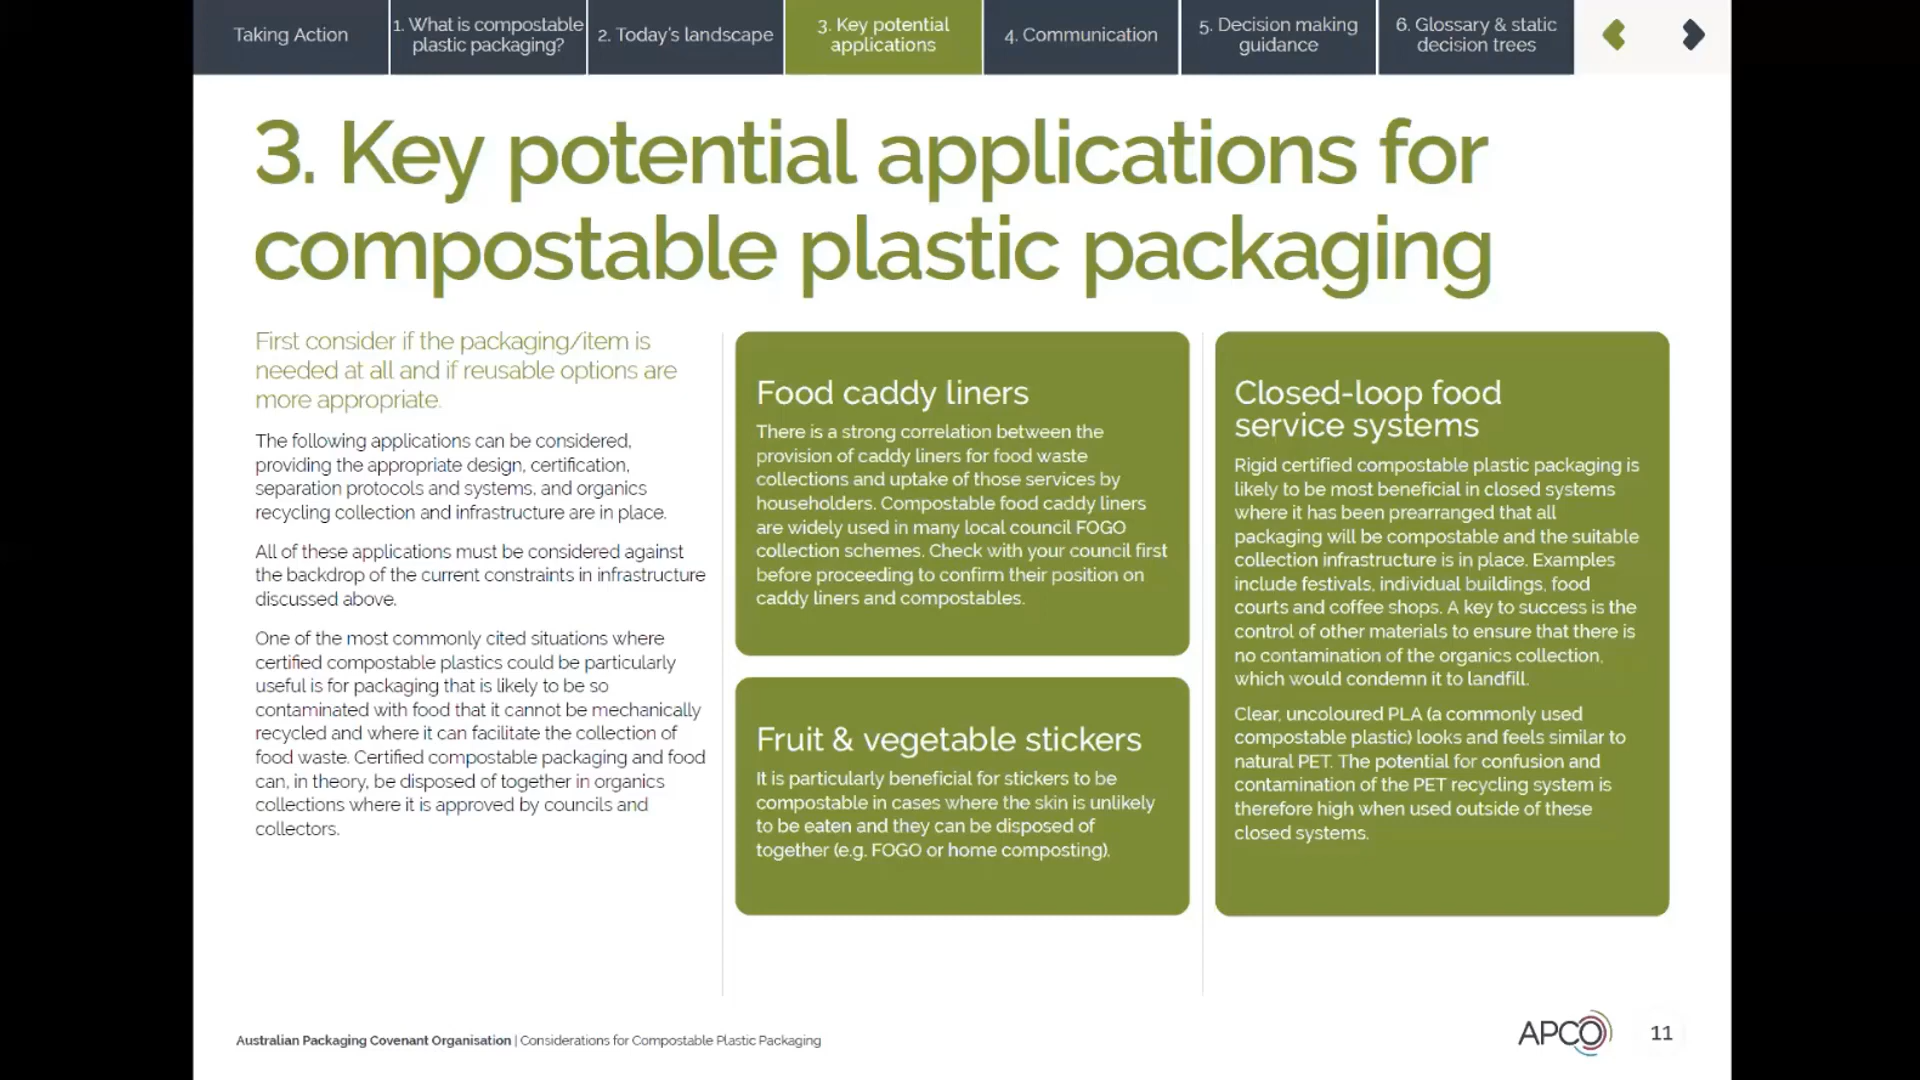 Taking Action
1. What is compostable
plastic packaging?
2. Today's landscape
3. Key potential
applications
4. Communication
5. Decision making
guidance
6. Glossary & static
decision trees
3. Key potential applications for
compostable plastic packaging
First consider if the packaging/item is
needed at all and if reusable options are
more appropriate.
The following applications can be considered,
providing the appropriate design, certification,
separation protocols and systems, and organics
recycling collection and infrastructure are in place.
All of these applications must be considered against
the backdrop of the current constraints in infrastructure
discussed above.
One of the most commonly cited situations where
certified compostable plastics could be particularly
useful is for packaging that is likely to be so
contaminated with food that it cannot be mechanically
recycled and where it can facilitate the collection of
food waste. Certified compostable packaging and food
can, in theory, be disposed of together in organics
collections where it is approved by councils and
collectors.
Food caddy liners
There is a strong correlation between the
provision of caddy liners for food waste
collections and uptake of those services by
householders. Compostable food caddy liners
are widely used in many local council FOGO
collection schemes. Check with your council first
before proceeding to confirm their position on
caddy liners and compostables.
Fruit & vegetable stickers
It is particularly beneficial for stickers to be
compostable in cases where the skin is unlikely
to be eaten and they can be disposed of
together (e.g. FOGO or home composting).
Closed-loop food
service systems
Rigid certified compostable plastic packaging is
likely to be most beneficial in closed systems
where it has been prearranged that all
packaging will be compostable and the suitable
collection infrastructure is in place. Examples
include festivals, individual buildings, food
courts and coffee shops. A key to success is the
control of other materials to ensure that there is
no contamination of the organics collection,
which would condemn it to landfill.
Clear, uncoloured PLA (a commonly used
compostable plastic) looks and feels similar to
natural PET. The potential for confusion and
contamination of the PET recycling system is
therefore high when used outside of these
closed systems.
Australian Packaging Covenant Organisation | Considerations for Compostable Plastic Packaging
APCO
11